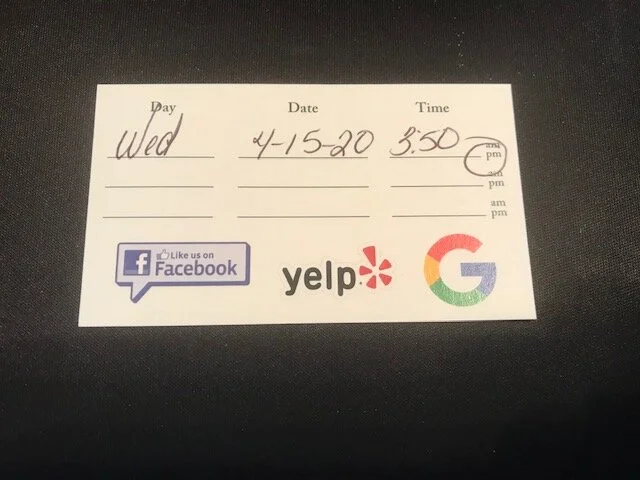 Day Date Time
Wed 4-15-20 3:50 am
pm
am
pm
am
pm
f Like us on
Facebook
yelp
G